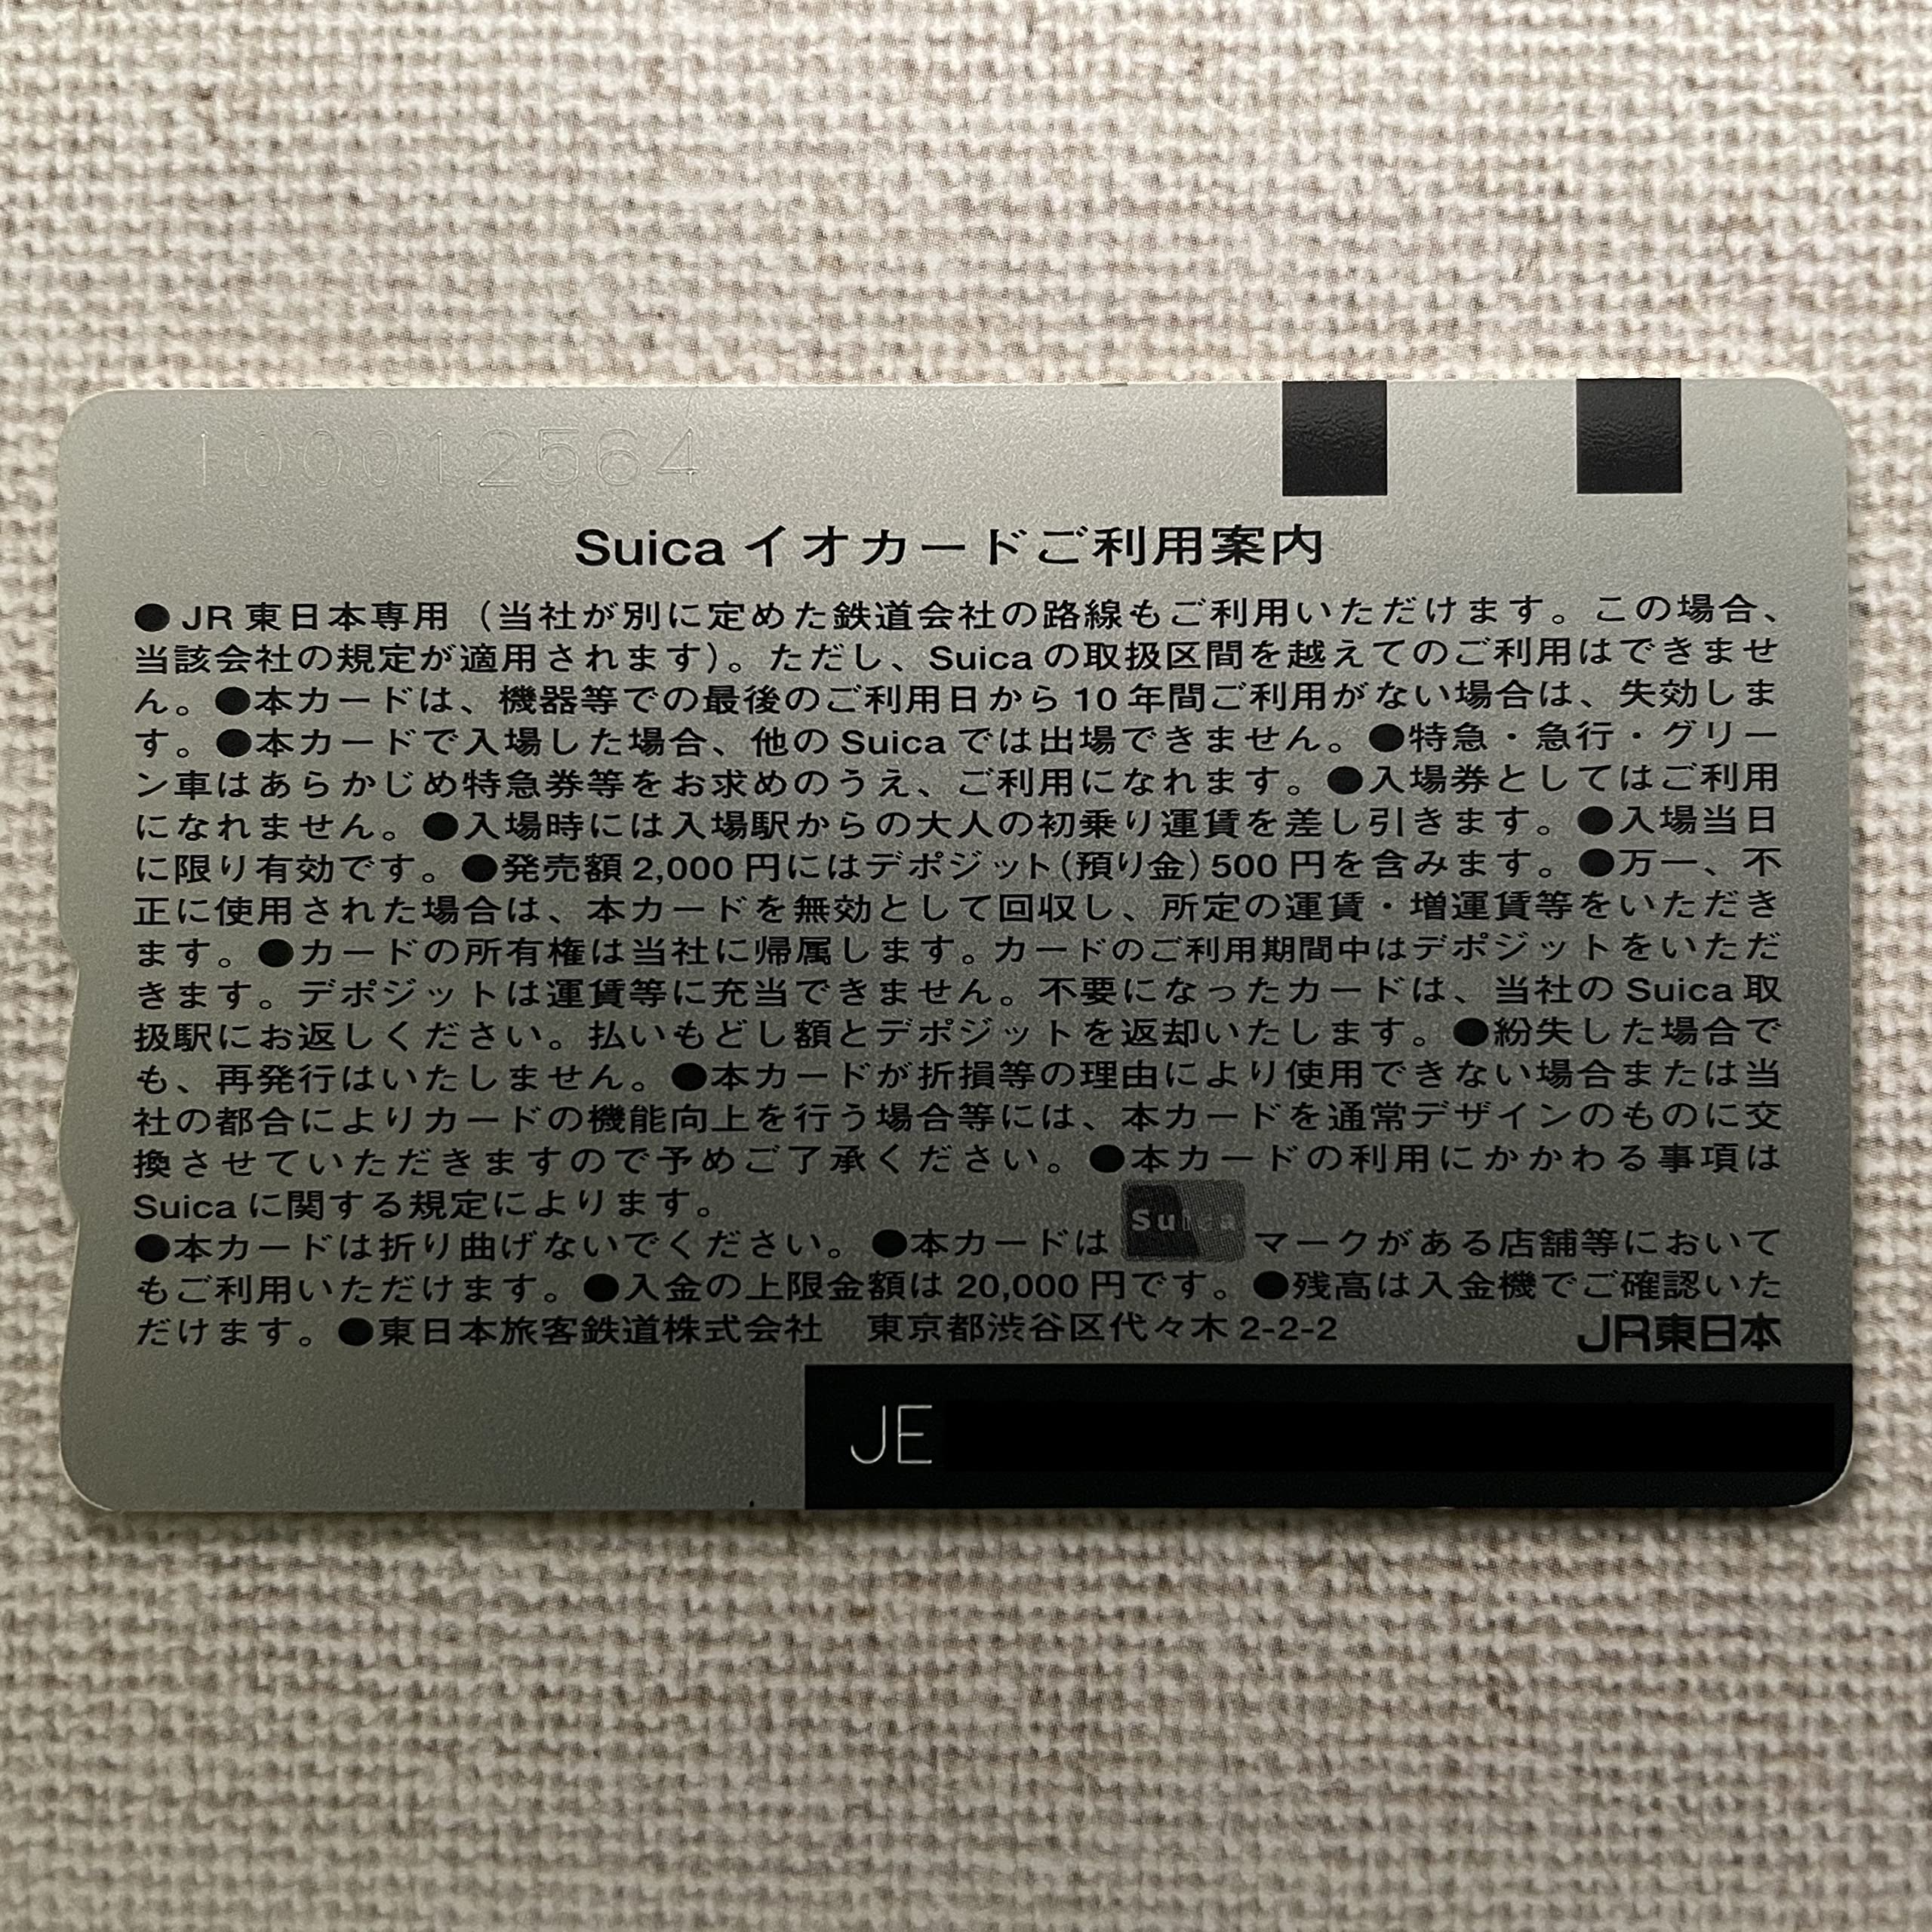 100012564
Suica イオカードご利用案内
●JR東日本専用（当社が別に定めた鉄道会社の路線もご利用いただけます。この場合、
当該会社の規定が適用されます)。ただし、Suicaの取扱区間を越えてのご利用はできませ
ん。●本カードは、機器等での最後のご利用日から10年間ご利用がない場合は、失効しま
す。●本カードで入場した場合、他のSuicaでは出場できません。●特急・急行・グリー
ン車はあらかじめ特急券等をお求めのうえ、ご利用になれます。●入場券としてはご利用
になれません。●入場時には入場駅からの大人の初乗り運賃を差し引きます。●入場当日
に限り有効です。●発売額2,000円にはデポジット(預り金)500円を含みます。●万一、不
正に使用された場合は、本カードを無効として回収し、所定の運賃・増運賃等をいただき
ます。●カードの所有権は当社に帰属します。カードのご利用期間中はデポジットをいただ
きます。デポジットは運賃等に充当できません。不要になったカードは、当社のSuica取
扱駅にお返しください。払いもどし額とデポジットを返却いたします。●紛失した場合で
も、再発行はいたしません。●本カードが折損等の理由により使用できない場合または当
社の都合によりカードの機能向上を行う場合等には、本カードを通常デザインのものに交
換させていただきますので予めご了承ください。●本カードの利用にかかわる事項は
Suicaに関する規定によります。
●本カードは折り曲げないでください。●本カードは Suica マークがある店舗等において
もご利用いただけます。●入金の上限金額は20,000円です。●残高は入金機でご確認いた
だけます。●東日本旅客鉄道株式会社　東京都渋谷区代々木2-2-2 JR東日本
JE